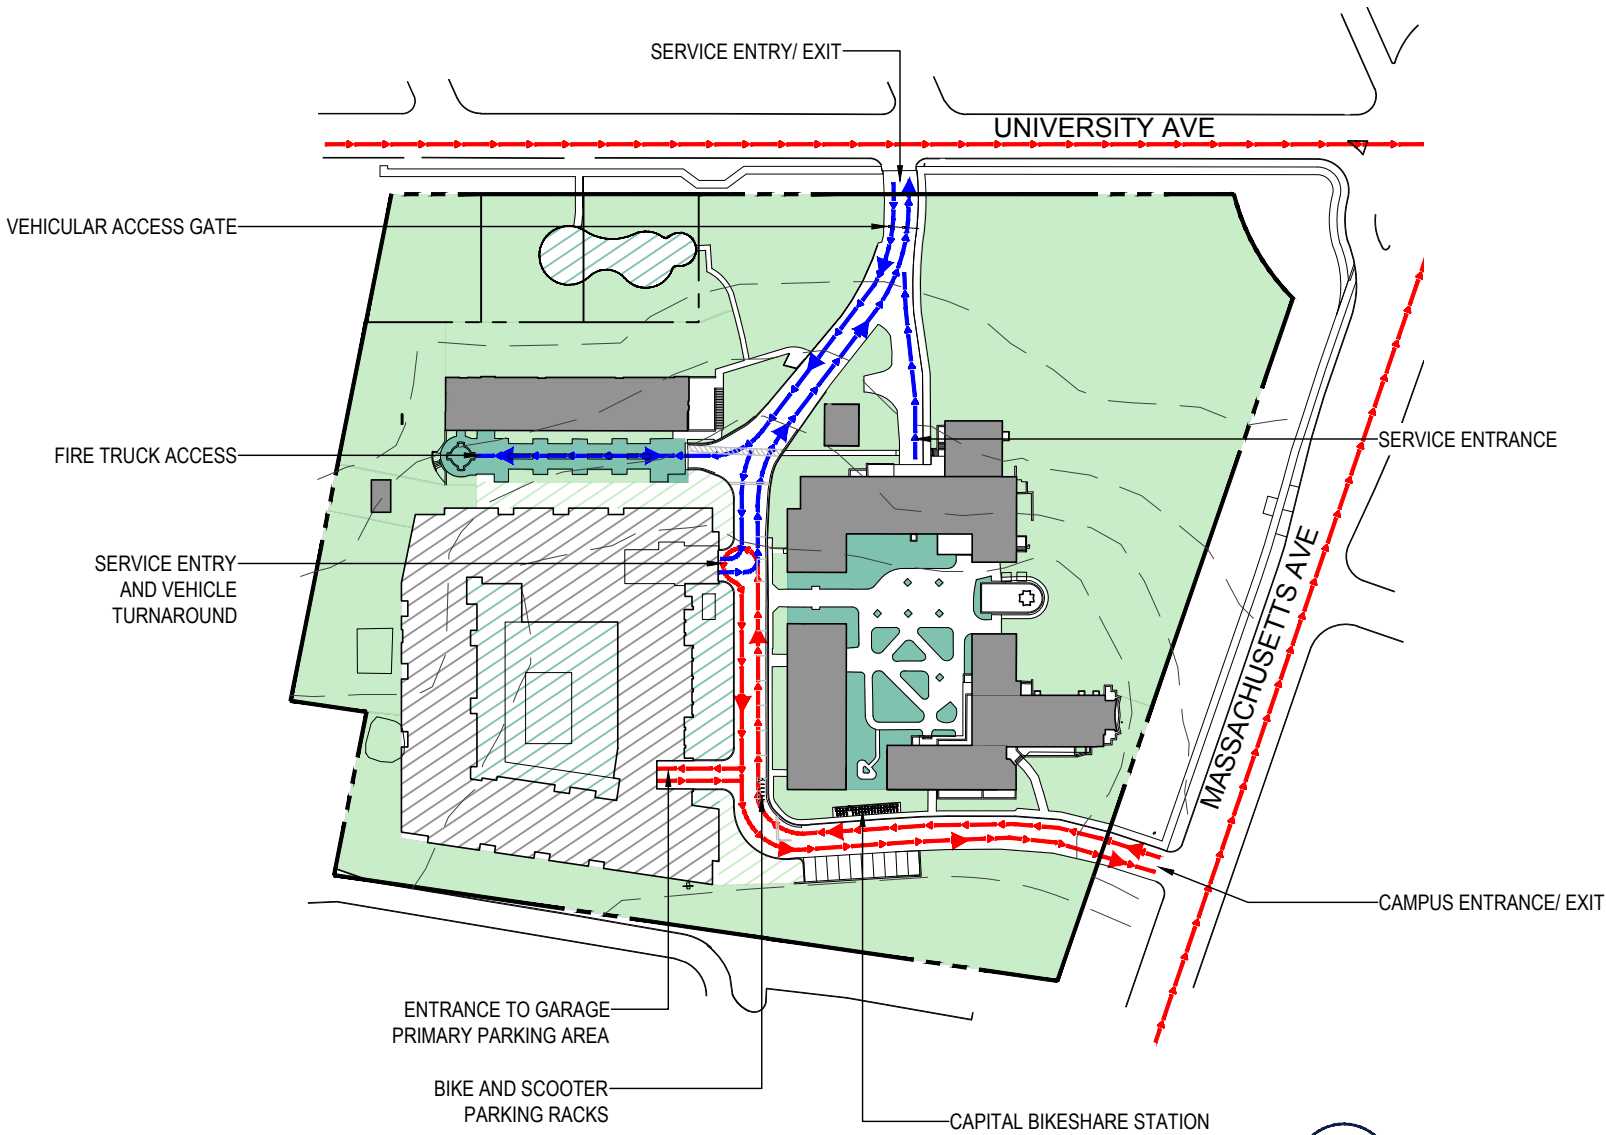 SERVICE ENTRY/ EXIT
UNIVERSITY AVE
VEHICULAR ACCESS GATE
FIRE TRUCK ACCESS
SERVICE ENTRANCE
SERVICE ENTRY
AND VEHICLE
TURNAROUND
MASSACHUSETTS AVE
CAMPUS ENTRANCE/ EXIT
ENTRANCE TO GARAGE
PRIMARY PARKING AREA
BIKE AND SCOOTER
PARKING RACKS
CAPITAL BIKESHARE STATION